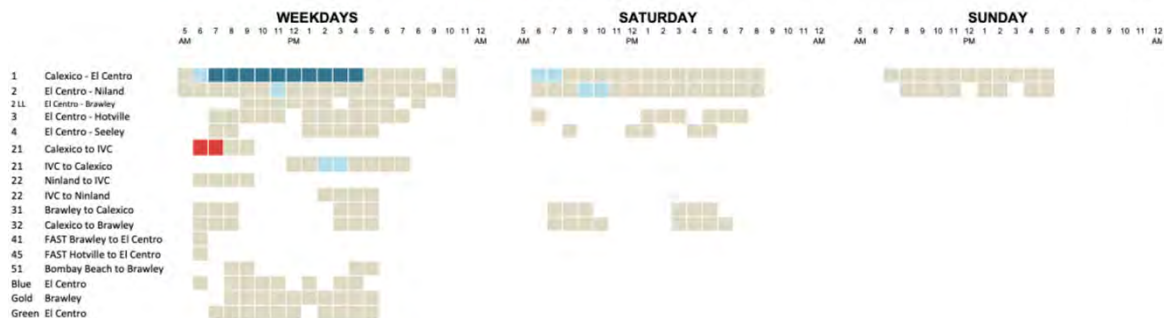 WEEKDAYS SATURDAY SUNDAY
5 6 7 8 9 10 11 12 1 2 3 4 5 6 7 8 9 10 11 12 5 6 7 8 9 10 11 12 1 2 3 4 5 6 7 8 9 10 11 12 5 6 7 8 9 10 11 12 1 2 3 4 5 6 7 8 9 10 11 12
AM PM AM AM PM AM AM PM AM
1 Calexico - El Centro
2 El Centro - Niland
2 LL El Centro - Brawley
3 El Centro - Hotville
4 El Centro - Seeley
21 Calexico to IVC
21 IVC to Calexico
22 Ninland to IVC
22 IVC to Ninland
31 Brawley to Calexico
32 Calexico to Brawley
41 FAST Brawley to El Centro
45 FAST Hotville to El Centro
51 Bombay Beach to Brawley
Blue El Centro
Gold Brawley
Green El Centro